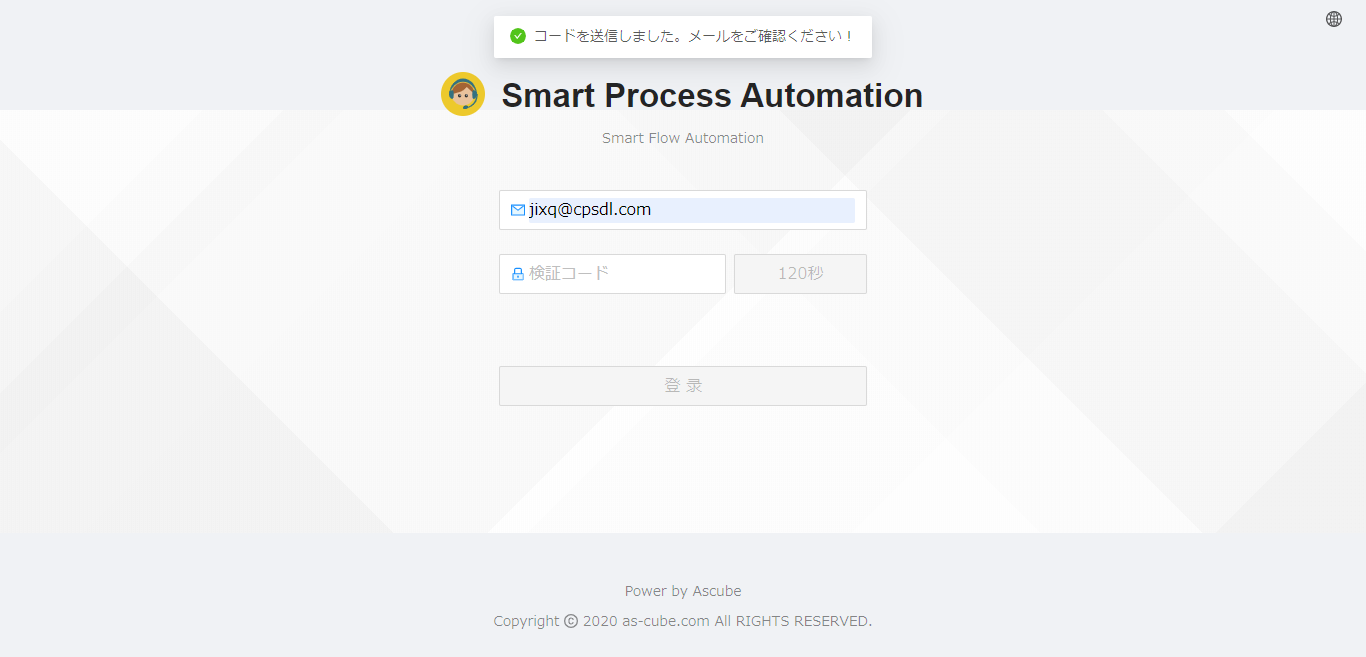 コードを送信しました。メールをご確認ください！
Smart Process Automation
Smart Flow Automation
jixq@cpsdl.com
検証コード
120秒
登 录
Power by Ascube
Copyright © 2020 as-cube.com All RIGHTS RESERVED.